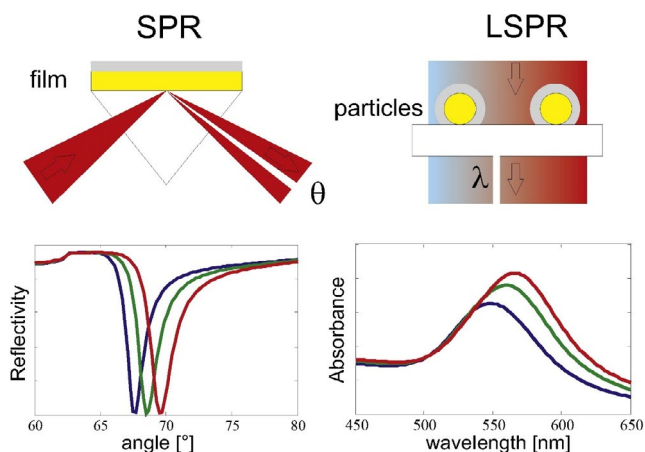 SPR
LSPR
film
particles
θ
λ
Reflectivity
60 65 70 75 80
angle [°]
Absorbance
450 500 550 600 650
wavelength [nm]